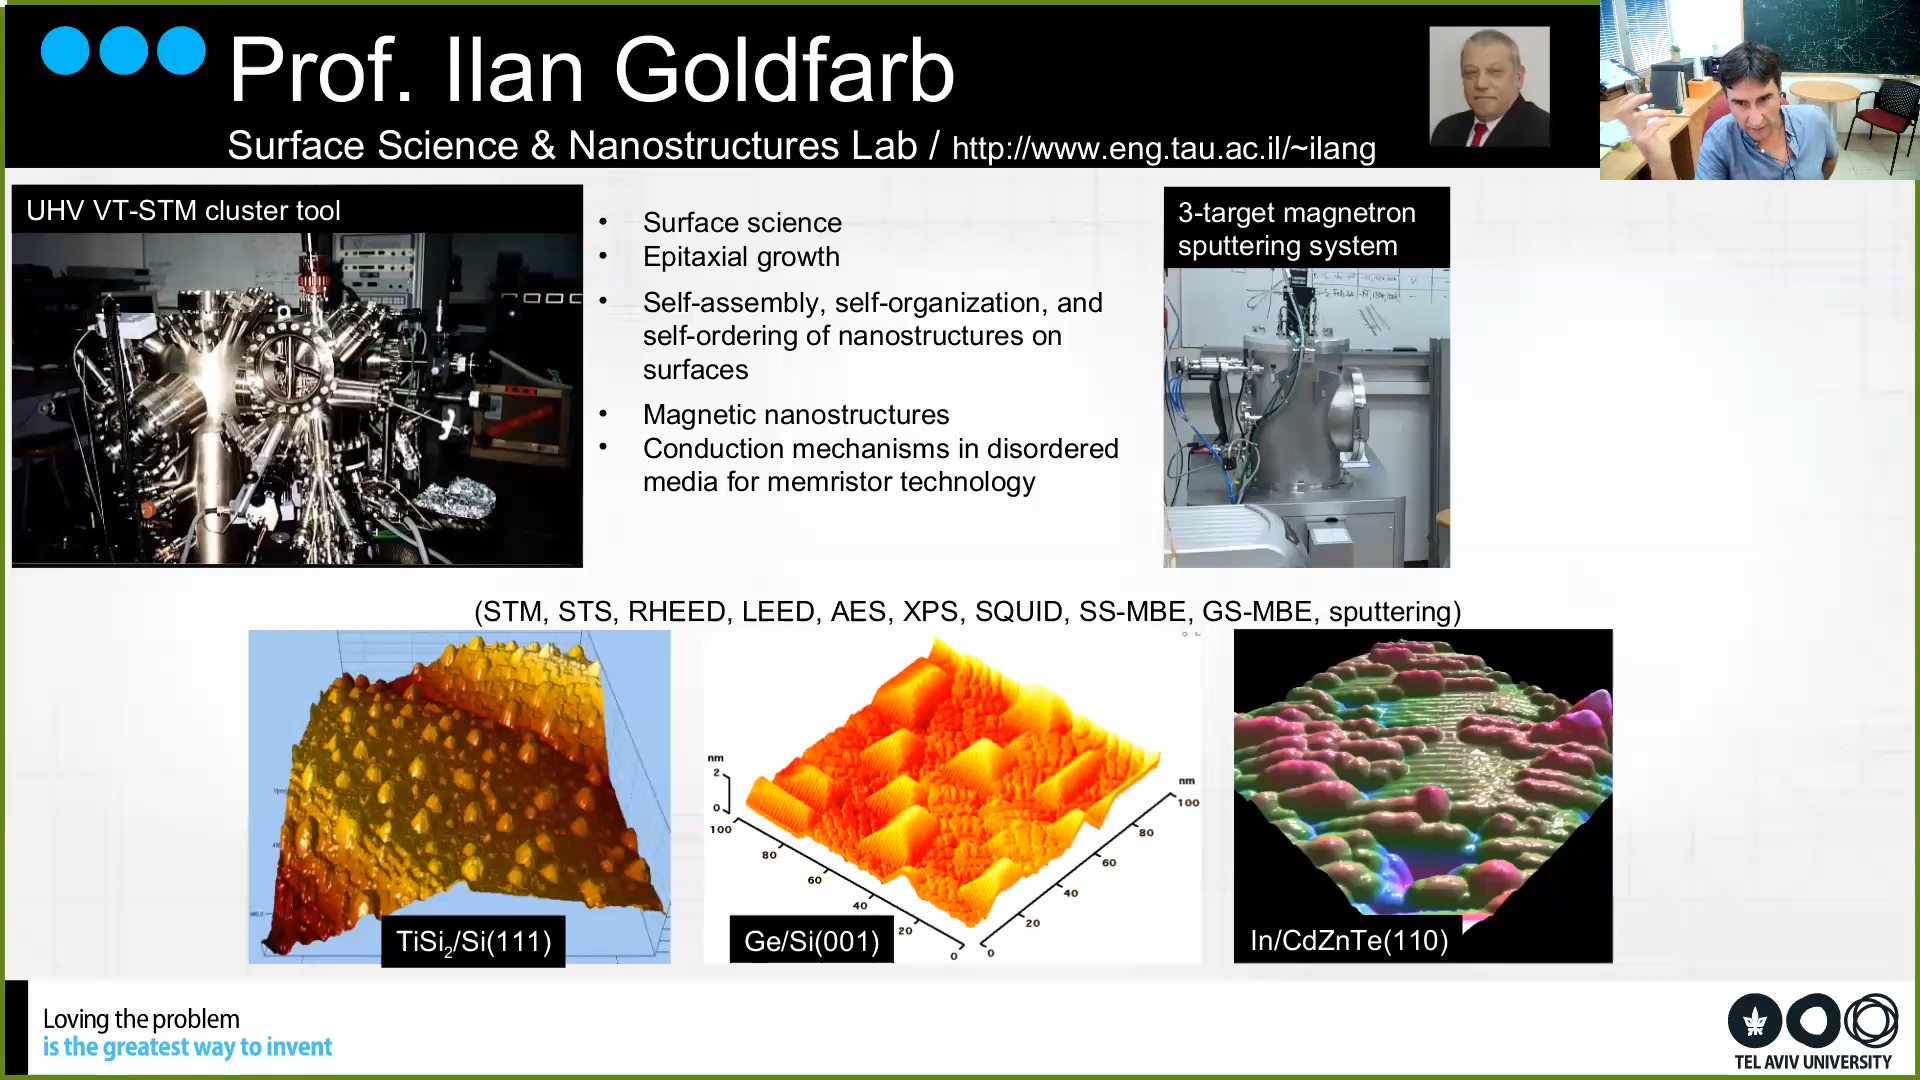 Prof. Ilan Goldfarb
Surface Science & Nanostructures Lab / http://www.eng.tau.ac.il/~ilang
UHV VT-STM cluster tool
• Surface science
• Epitaxial growth
• Self-assembly, self-organization, and
self-ordering of nanostructures on
surfaces
• Magnetic nanostructures
• Conduction mechanisms in disordered
media for memristor technology
3-target magnetron
sputtering system
(STM, STS, RHEED, LEED, AES, XPS, SQUID, SS-MBE, GS-MBE, sputtering)
TiSi₂/Si(111)
nm
2
0
100
80
60
40
20
0
nm
100
80
60
40
20
0
Ge/Si(001)
In/CdZnTe(110)
Loving the problem
is the greatest way to invent
TEL AVIV UNIVERSITY